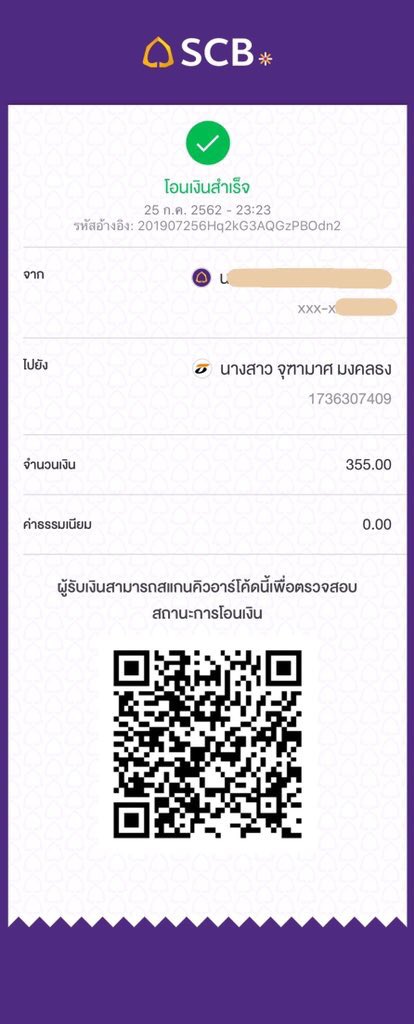 SCB
โอนเงินสำเร็จ
25 ก.ค. 2562 - 23:23
รหัสอ้างอิง: 201907256Hq2kG3AQGzPBOdn2
จาก
น
xxx-x
ไปยัง
นางสาว จุฑามาศ มงคลธง
1736307409
จำนวนเงิน
355.00
ค่าธรรมเนียม
0.00
ผู้รับเงินสามารถสแกนคิวอาร์โค้ดนี้เพื่อตรวจสอบ
สถานะการโอนเงิน